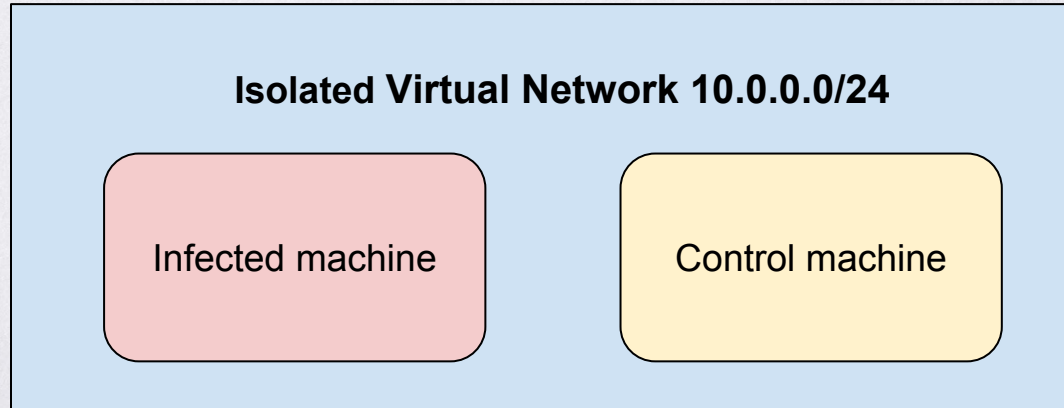 Isolated Virtual Network 10.0.0.0/24
Infected machine
Control machine